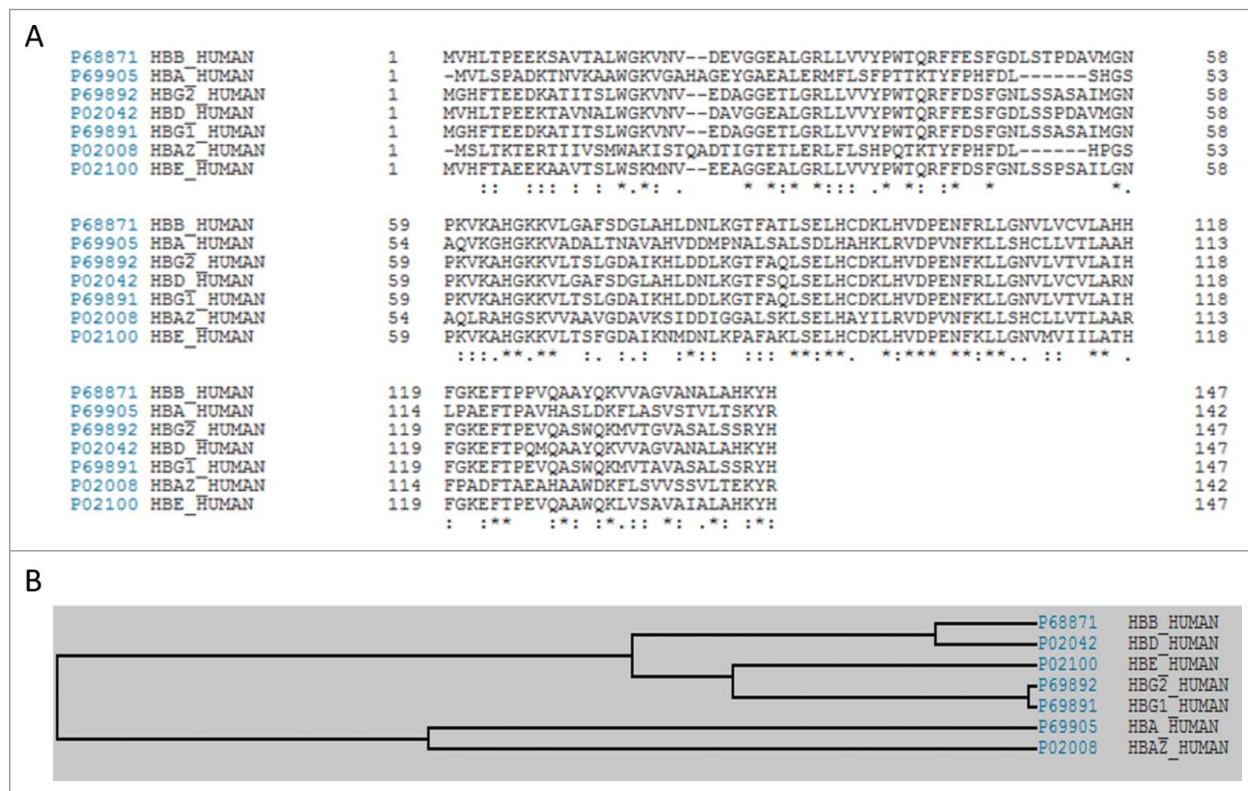 A
P68871 HBB_HUMAN 1 MVHLTPEEKSAVTALWGKVNV--DEVGGEALGRLLVVYPWTQRFFESFGDLSTPDAVMGN 58
P69905 HBA_HUMAN 1 -MVLSPADKTNVKAAWGKVGAHAGEYGAEALERMFLSFPTTKTYFPHFDL------SHGS 53
P69892 HBG2_HUMAN 1 MGHFTEEDKATITSLWGKVNV--EDAGGETLGRLLVVYPWTQRFFDSFGNLSSASAIMGN 58
P02042 HBD_HUMAN 1 MVHLTPEEKTAVNALWGKVNV--DAVGGEALGRLLVVYPWTQRFFESFGDLSSPDAVMGN 58
P69891 HBG1_HUMAN 1 MGHFTEEDKATITSLWGKVNV--EDAGGETLGRLLVVYPWTQRFFDSFGNLSSASAIMGN 58
P02008 HBAZ_HUMAN 1 -MSLTKTERTIIVSMWAKISTQADTIGTETLERLFLSHPQTKTYFPHFDL------HPGS 53
P02100 HBE_HUMAN 1 MVHFTAEEKAAVTSLWSKMNV--EEAGGEALGRLLVVYPWTQRFFDSFGNLSSPSAILGN 58
:: ::: : : *.*: . * *:* *::: .* *: :* * *.
P68871 HBB_HUMAN 59 PKVKAHGKKVLGAFSDGLAHLDNLKGTFATLSELHCDKLHVDPENFRLLGNVLVCVLAHH 118
P69905 HBA_HUMAN 54 AQVKGHGKKVADALTNAVAHVDDMPNALSALSDLHAHKLRVDPVNFKLLSHCLLVTLAAH 113
P69892 HBG2_HUMAN 59 PKVKAHGKKVLTSLGDAIKHLDDLKGTFAQLSELHCDKLHVDPENFKLLGNVLVTVLAIH 118
P02042 HBD_HUMAN 59 PKVKAHGKKVLGAFSDGLAHLDNLKGTFSQLSELHCDKLHVDPENFRLLGNVLVCVLARN 118
P69891 HBG1_HUMAN 59 PKVKAHGKKVLTSLGDAIKHLDDLKGTFAQLSELHCDKLHVDPENFKLLGNVLVTVLAIH 118
P02008 HBAZ_HUMAN 54 AQLRAHGSKVVAAVGDAVKSIDDIGGALSKLSELHAYILRVDPVNFKLLSHCLLVTLAAR 113
P02100 HBE_HUMAN 59 PKVKAHGKKVLTSFGDAIKNMDNLKPAFAKLSELHCDKLHVDPENFKLLGNVMVIILATH 118
:::.**.** :. :.: :*:: :: **:**. *:*** **:**.. :: ** .
P68871 HBB_HUMAN 119 FGKEFTPPVQAAYQKVVAGVANALAHKYH 147
P69905 HBA_HUMAN 114 LPAEFTPAVHASLDKFLASVSTVLTSKYR 142
P69892 HBG2_HUMAN 119 FGKEFTPEVQASWQKMVTGVASALSSRYH 147
P02042 HBD_HUMAN 119 FGKEFTPQMQAAYQKVVAGVANALAHKYH 147
P69891 HBG1_HUMAN 119 FGKEFTPEVQASWQKMVTAVASALSSRYH 147
P02008 HBAZ_HUMAN 114 FPADFTAEAHAAWDKFLSVVSSVLTEKYR 142
P02100 HBE_HUMAN 119 FGKEFTPEVQAAWQKLVSAVAIALAHKYH 147
: :** :*: :*.:: *: .*: :*:
B
P68871 HBB_HUMAN
P02042 HBD_HUMAN
P02100 HBE_HUMAN
P69892 HBG2_HUMAN
P69891 HBG1_HUMAN
P69905 HBA_HUMAN
P02008 HBAZ_HUMAN